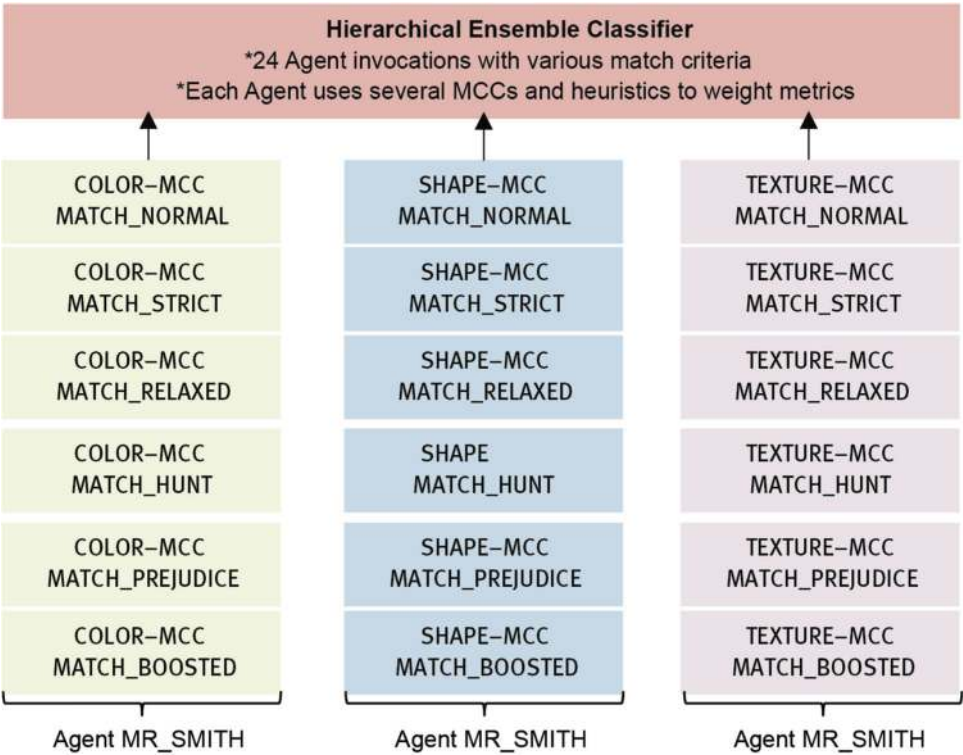 Hierarchical Ensemble Classifier
*24 Agent invocations with various match criteria
*Each Agent uses several MCCs and heuristics to weight metrics
COLOR–MCC
MATCH_NORMAL
COLOR–MCC
MATCH_STRICT
COLOR–MCC
MATCH_RELAXED
COLOR–MCC
MATCH_HUNT
COLOR–MCC
MATCH_PREJUDICE
COLOR–MCC
MATCH_BOOSTED
Agent MR_SMITH
SHAPE–MCC
MATCH_NORMAL
SHAPE–MCC
MATCH_STRICT
SHAPE–MCC
MATCH_RELAXED
SHAPE
MATCH_HUNT
SHAPE–MCC
MATCH_PREJUDICE
SHAPE–MCC
MATCH_BOOSTED
Agent MR_SMITH
TEXTURE–MCC
MATCH_NORMAL
TEXTURE–MCC
MATCH_STRICT
TEXTURE–MCC
MATCH_RELAXED
TEXTURE–MCC
MATCH_HUNT
TEXTURE–MCC
MATCH_PREJUDICE
TEXTURE–MCC
MATCH_BOOSTED
Agent MR_SMITH